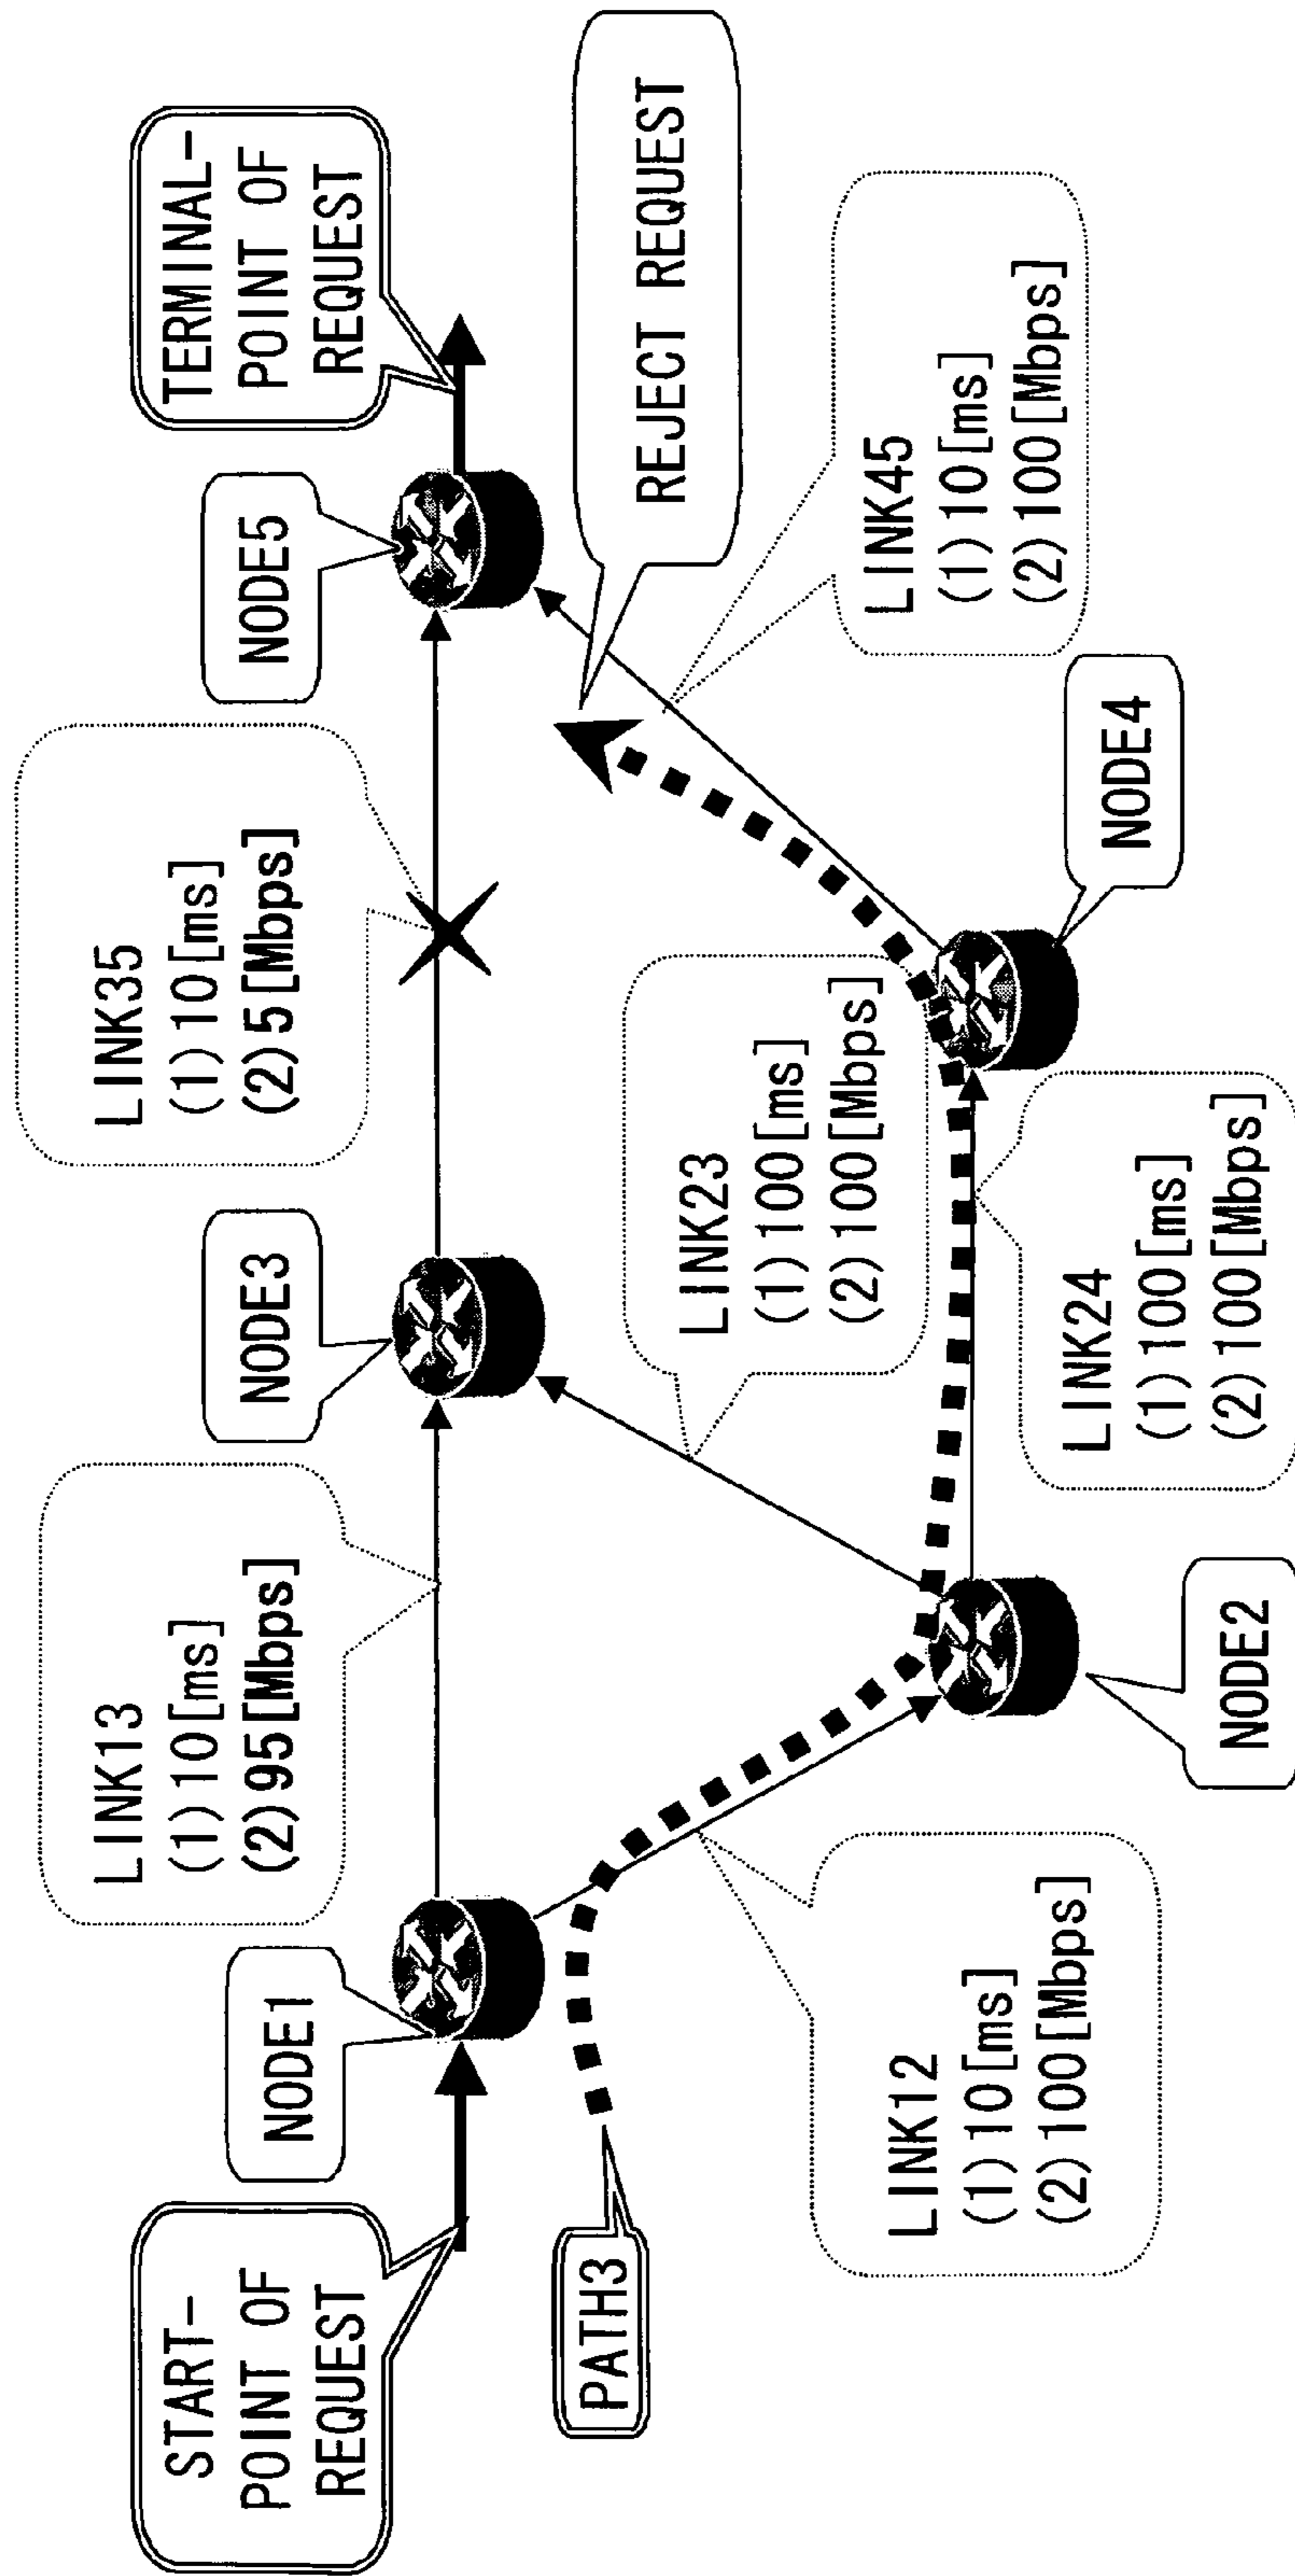 START-
POINT OF
REQUEST
NODE1
LINK13
(1)10[ms]
(2)95[Mbps]
NODE3
LINK35
(1)10[ms]
(2)5[Mbps]
NODE5
TERMINAL-
POINT OF
REQUEST
PATH3
LINK12
(1)10[ms]
(2)100[Mbps]
NODE2
LINK23
(1)100[ms]
(2)100[Mbps]
LINK24
(1)100[ms]
(2)100[Mbps]
NODE4
LINK45
(1)10[ms]
(2)100[Mbps]
REJECT REQUEST